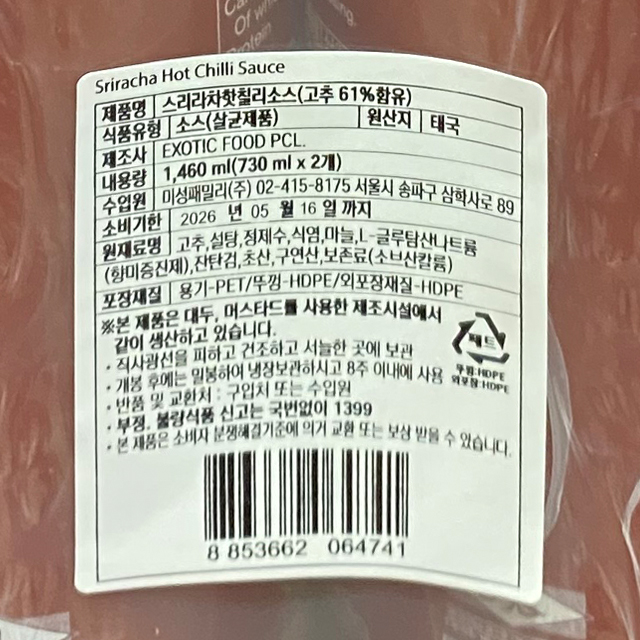 Of wh
Protein
Sriracha Hot Chilli Sauce
제품명 스리라차핫칠리소스(고추 61%함유)
식품유형 소스(살균제품) 원산지 태국
제조사 EXOTIC FOOD PCL.
내용량 1,460 ml(730 ml x 2개)
수입원 미성패밀리(주) 02-415-8175 서울시 송파구 삼학사로 89
소비기한 2026 년 05 월 16 일 까지
원재료명 고추,설탕,정제수,식염,마늘,L-글루탐산나트륨
(향미증진제),잔탄검,초산,구연산,보존료(소브산칼륨)
포장재질 용기-PET/뚜껑-HDPE/외포장재질-HDPE
※본 제품은 대두, 머스타드를 사용한 제조시설에서
같이 생산하고 있습니다.
· 직사광선을 피하고 건조하고 서늘한 곳에 보관
· 개봉 후에는 밀봉하여 냉장보관하시고 8주 이내에 사용
· 반품 및 교환처 : 구입처 또는 수입원
· 부정. 불량식품 신고는 국번없이 1399
· 본 제품은 소비자 분쟁해결기준에 의거 교환 또는 보상 받을 수 있습니다.
페트
뚜껑:HDPE
외포장:HDPE
8 853662 064741